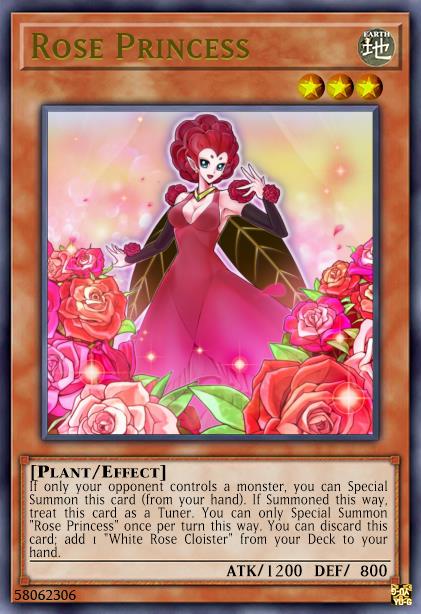 Rose Princess
EARTH
地
[Plant/Effect]
If only your opponent controls a monster, you can Special
Summon this card (from your hand). If Summoned this way,
treat this card as a Tuner. You can only Special Summon
"Rose Princess" once per turn this way. You can discard this
card; add 1 "White Rose Cloister" from your Deck to your
hand.
ATK/1200 DEF/ 800
58062306